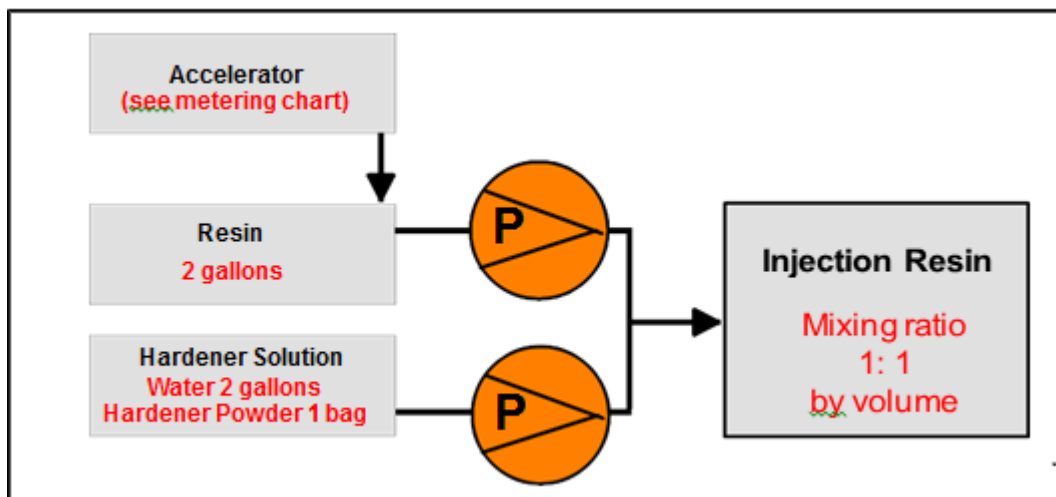 Accelerator
(see metering chart)
Resin
2 gallons
Hardener Solution
Water 2 gallons
Hardener Powder 1 bag
P
P
Injection Resin
Mixing ratio
1: 1
by volume